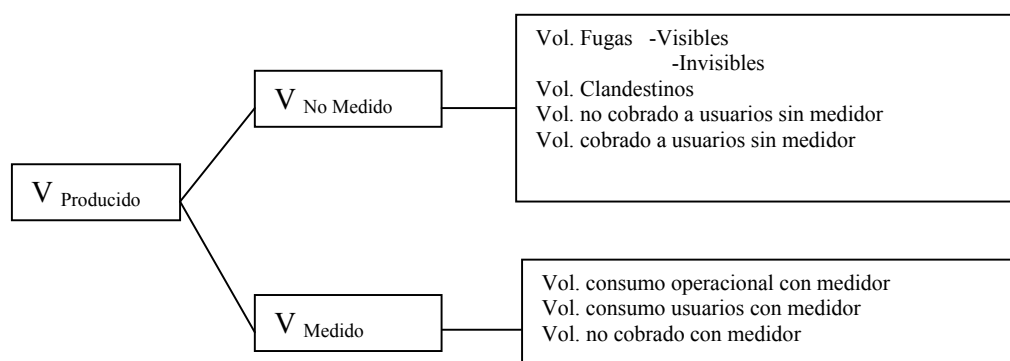 Vol. Fugas -Visibles
-Invisibles
Vol. Clandestinos
Vol. no cobrado a usuarios sin medidor
Vol. cobrado a usuarios sin medidor
V No Medido
V Producido
Vol. consumo operacional con medidor
Vol. consumo usuarios con medidor
Vol. no cobrado con medidor
V Medido